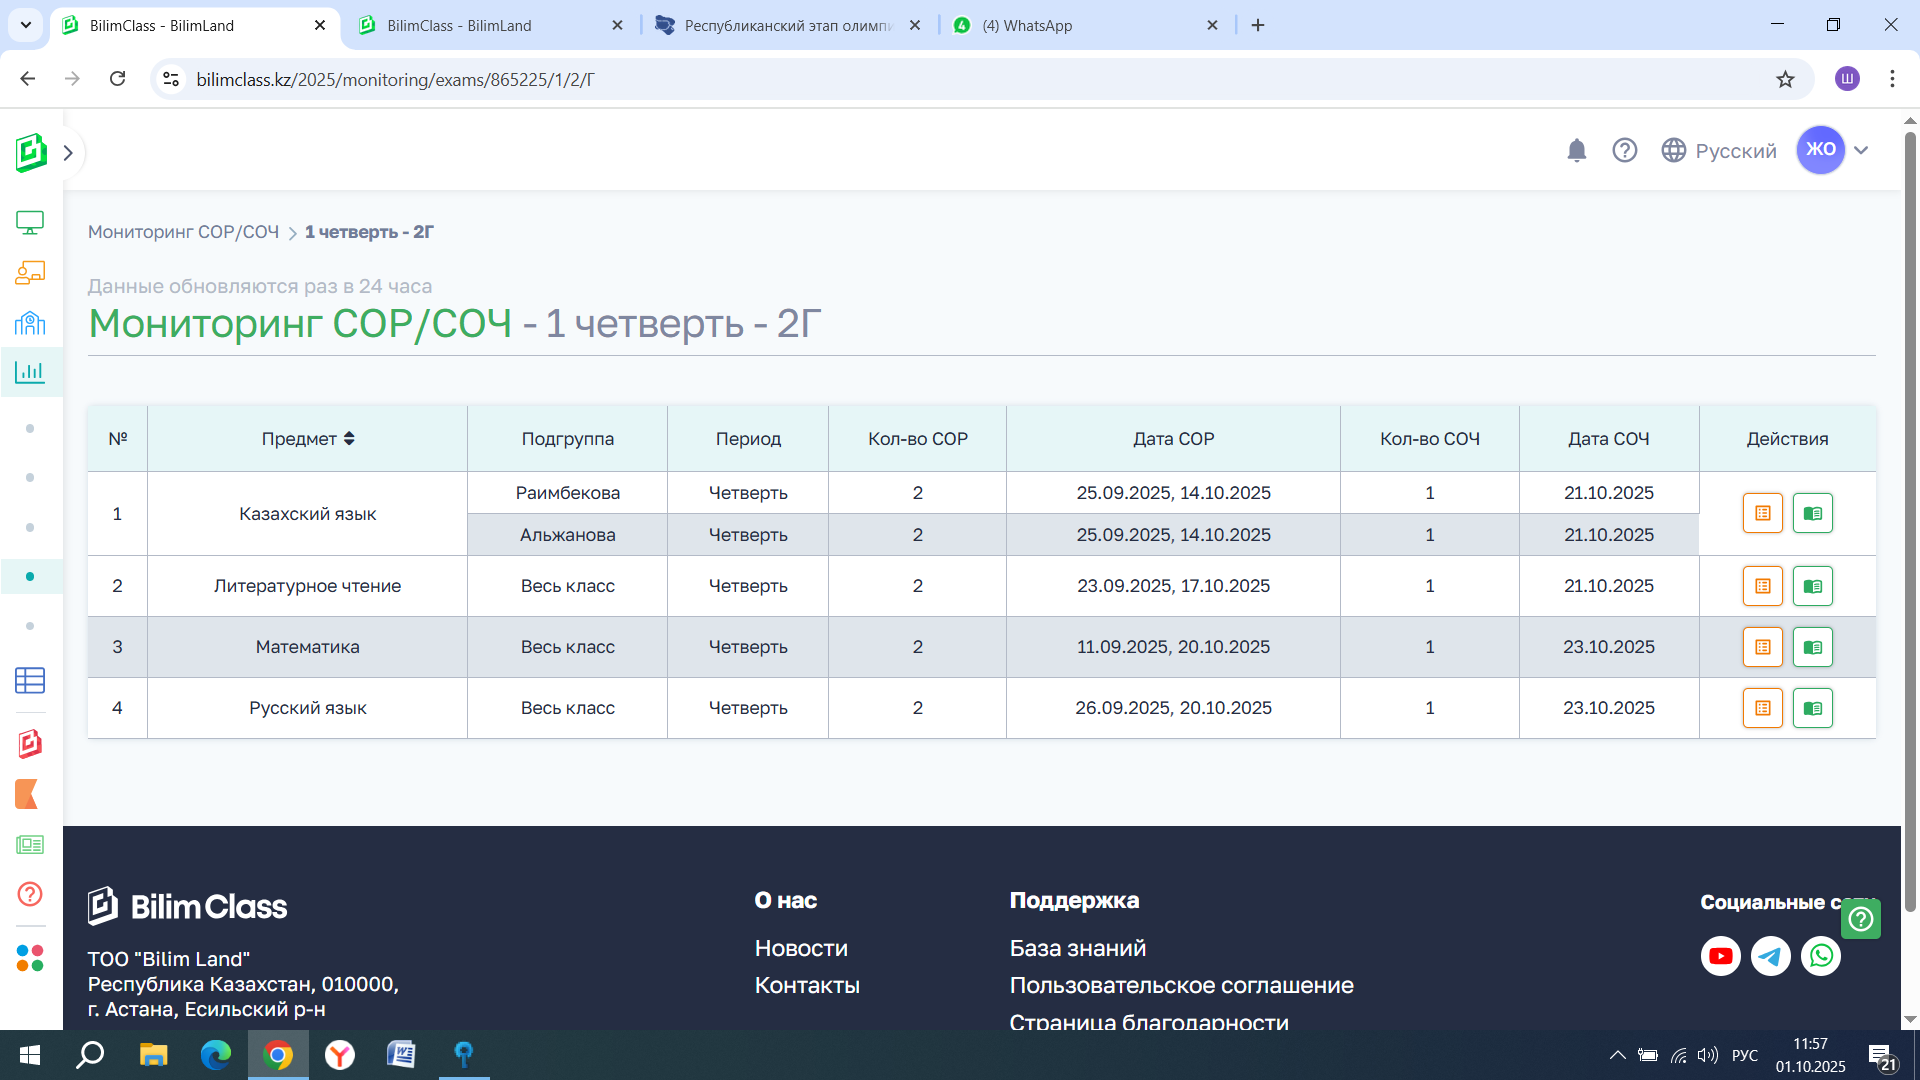 BilimClass - BilimLand
BilimClass - BilimLand
Республиканский этап олимпи
(4) WhatsApp
bilimclass.kz/2025/monitoring/exams/865225/1/2/Г
Ш
Русский
ЖО
Мониторинг СОР/СОЧ > 1 четверть - 2Г
Данные обновляются раз в 24 часа
Мониторинг СОР/СОЧ - 1 четверть - 2Г
№ Предмет Подгруппа Период Кол-во СОР Дата СОР Кол-во СОЧ Дата СОЧ Действия
1 Казахский язык Раимбекова Четверть 2 25.09.2025, 14.10.2025 1 21.10.2025
Альжанова Четверть 2 25.09.2025, 14.10.2025 1 21.10.2025
2 Литературное чтение Весь класс Четверть 2 23.09.2025, 17.10.2025 1 21.10.2025
3 Математика Весь класс Четверть 2 11.09.2025, 20.10.2025 1 23.10.2025
4 Русский язык Весь класс Четверть 2 26.09.2025, 20.10.2025 1 23.10.2025
Bilim Class
ТОО "Bilim Land"
Республика Казахстан, 010000,
г. Астана, Есильский р-н
О нас
Новости
Контакты
Поддержка
База знаний
Пользовательское соглашение
Страница благодарности
Социальные
РУС
11:57
01.10.2025
21